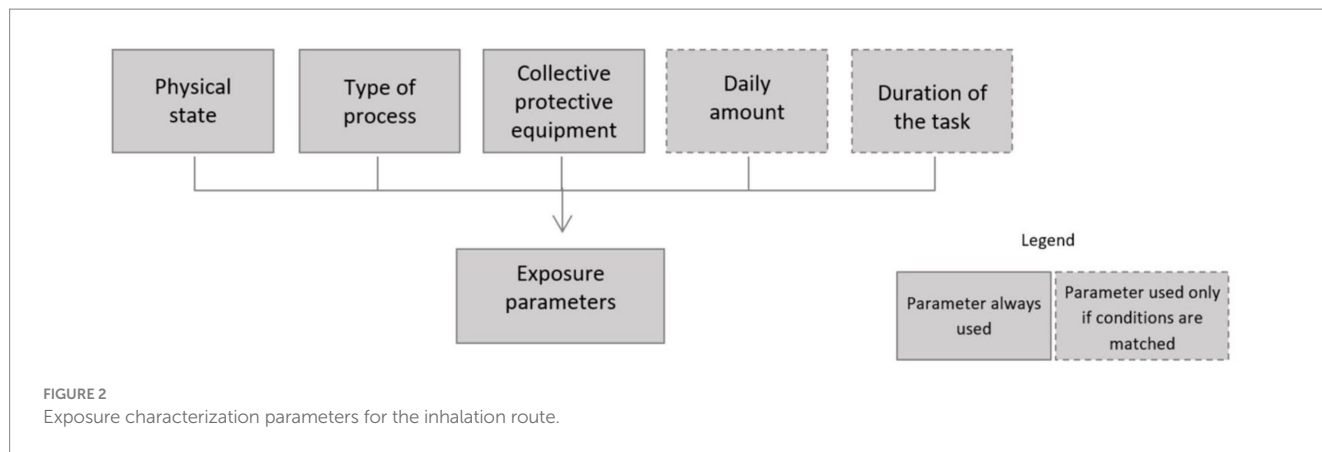 Physical
state
Type of
process
Collective
protective
equipment
Daily
amount
Duration of
the task
Exposure
parameters
Legend
Parameter always
used
Parameter used only
if conditions are
matched
FIGURE 2
Exposure characterization parameters for the inhalation route.